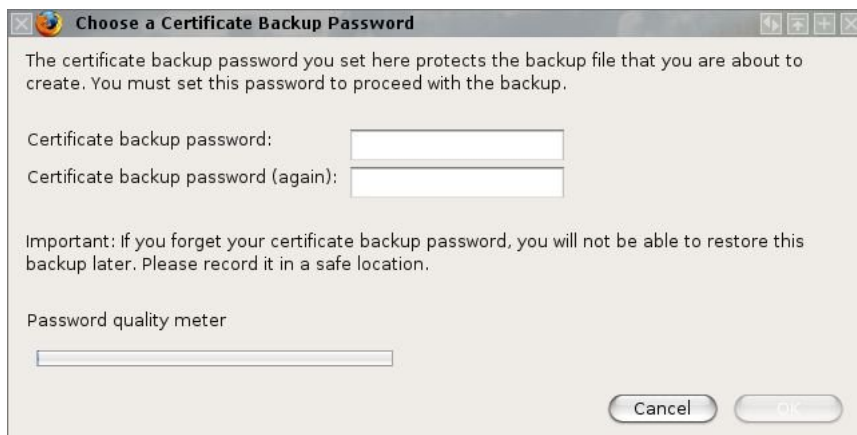 Choose a Certificate Backup Password
The certificate backup password you set here protects the backup file that you are about to
create. You must set this password to proceed with the backup.
Certificate backup password:
Certificate backup password (again):
Important: If you forget your certificate backup password, you will not be able to restore this
backup later. Please record it in a safe location.
Password quality meter
Cancel
OK